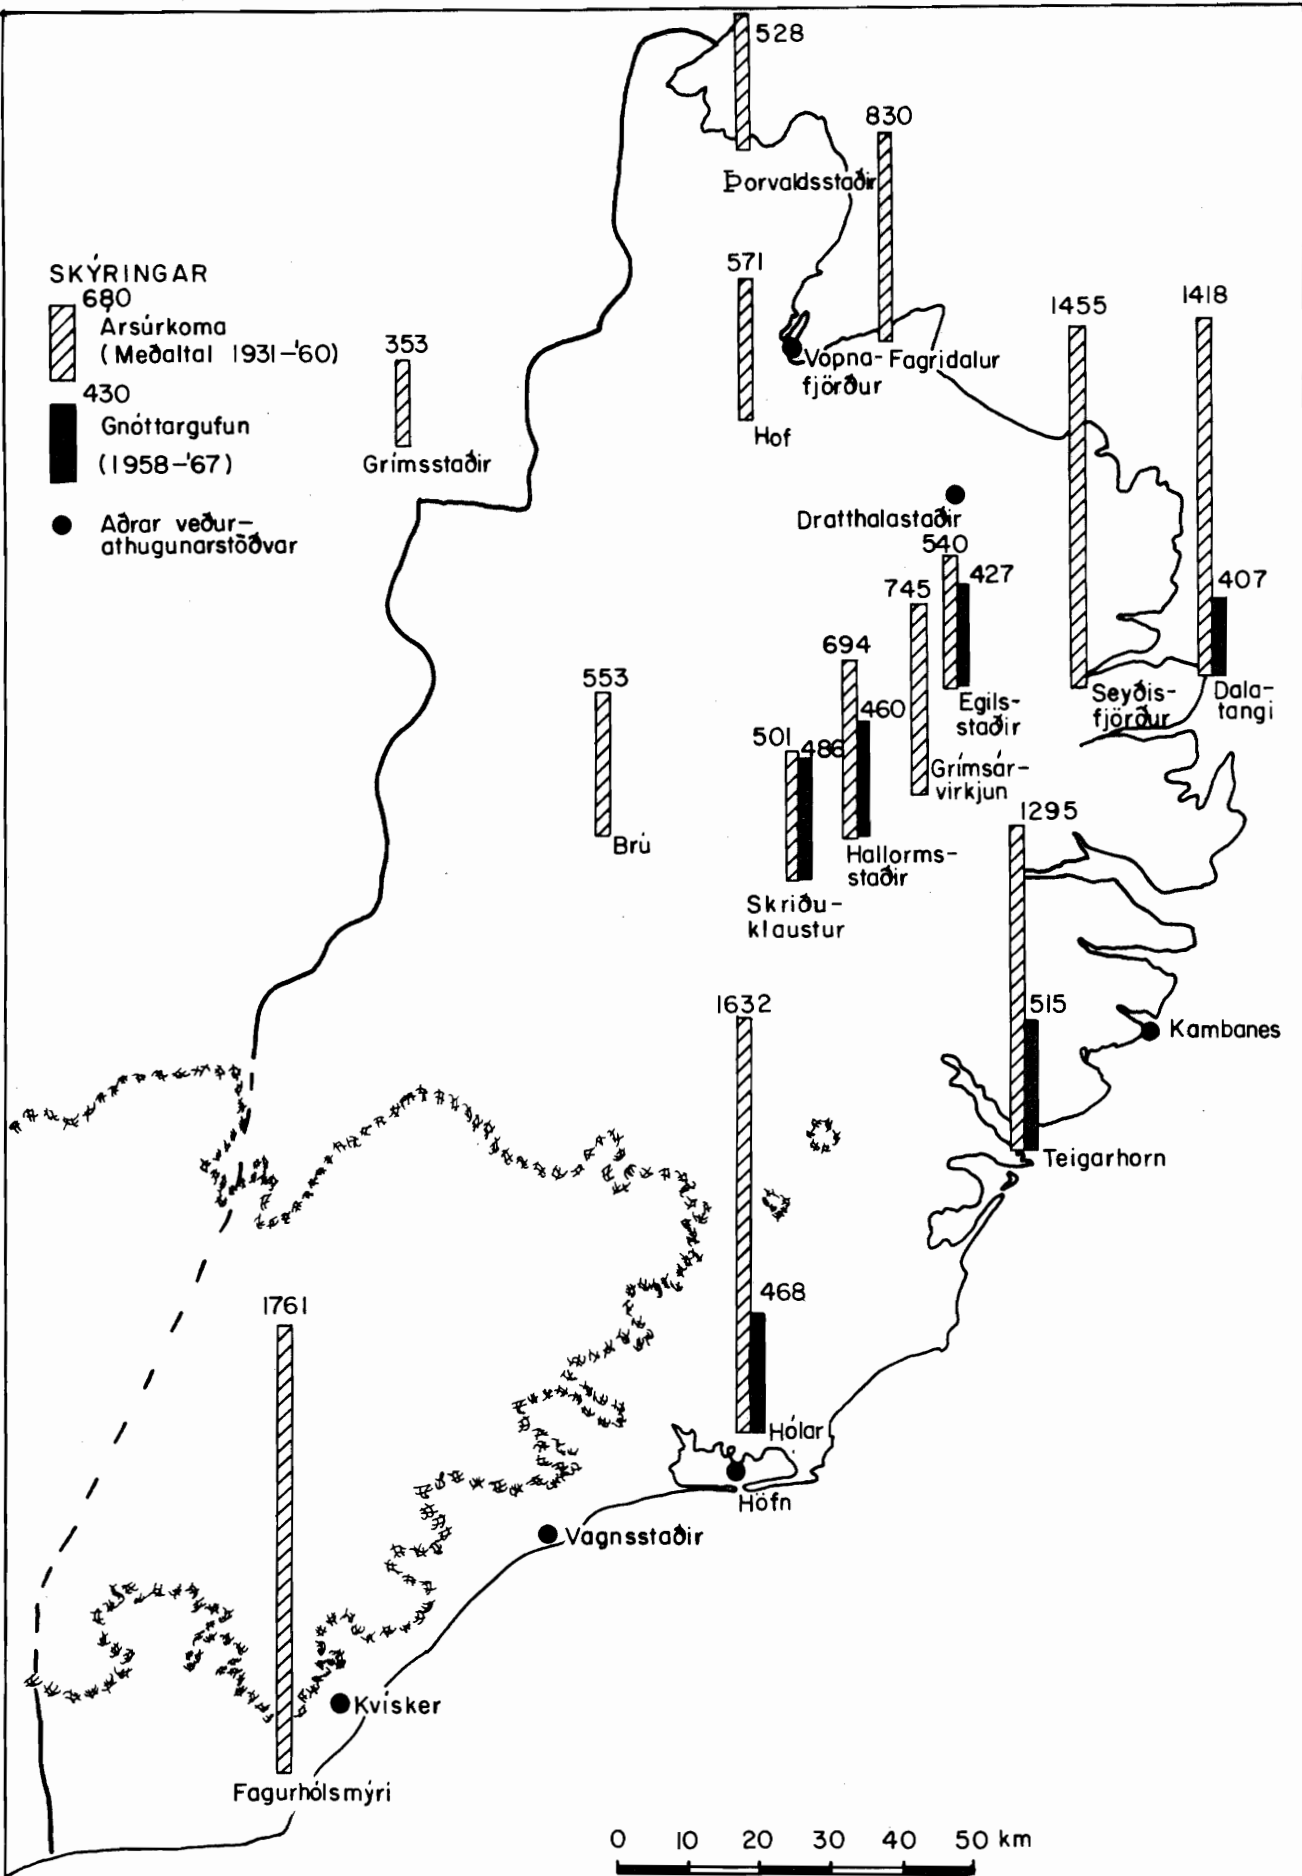 528
830
Þorvaldsstaðir
SKÝRINGAR
680
Ársúrkoma
(Meðaltal 1931-'60)
430
Gnóttargufun
(1958-'67)
Aðrar veður-
athugunarstöðvar
353
Grímsstaðir
571
Hof
Vopna-
fjörður
Fagridalur
1455
1418
Dratthalastaðir
540
427
745
407
694
460
553
501
486
Egils-
staðir
Seyðis-
fjörður
Dala-
tangi
Grímsár-
virkjun
Brú
Hallorms-
staðir
Skriðu-
klaustur
1295
1632
515
Kambanes
Teigarhorn
1761
468
Hólar
Höfn
Vagnsstaðir
Kvísker
Fagurhólsmýri
0 10 20 30 40 50 km